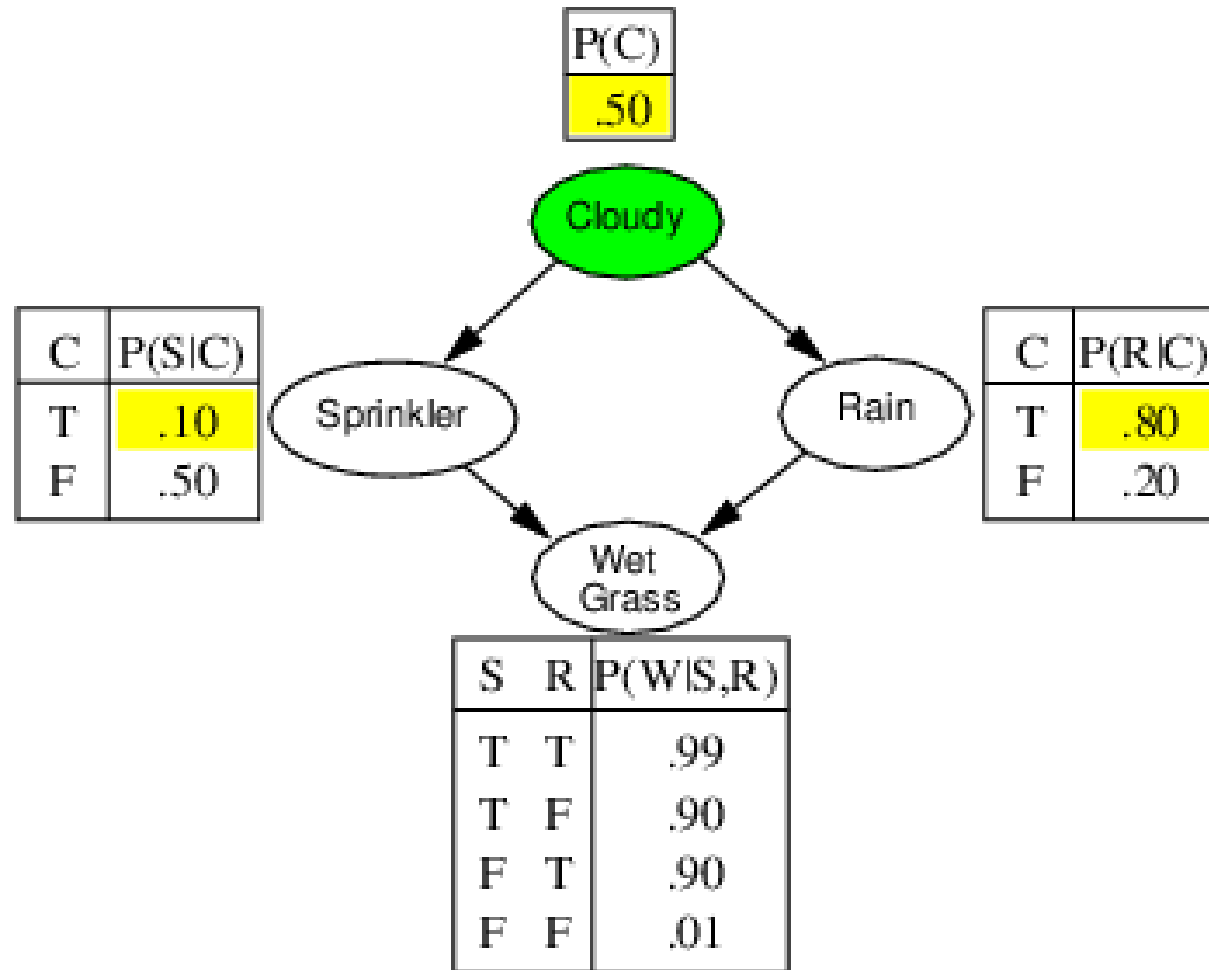 P(C)
.50
Cloudy
C P(S|C)
T .10
F .50
Sprinkler
Rain
C P(R|C)
T .80
F .20
Wet
Grass
S R P(W|S,R)
T T .99
T F .90
F T .90
F F .01